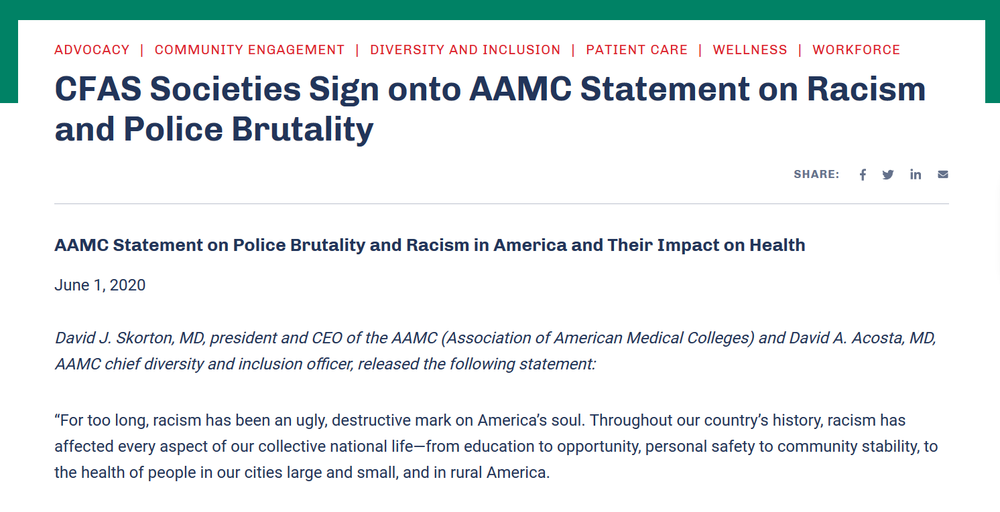 ADVOCACY | COMMUNITY ENGAGEMENT | DIVERSITY AND INCLUSION | PATIENT CARE | WELLNESS | WORKFORCE
CFAS Societies Sign onto AAMC Statement on Racism
and Police Brutality
SHARE:
AAMC Statement on Police Brutality and Racism in America and Their Impact on Health
June 1, 2020
David J. Skorton, MD, president and CEO of the AAMC (Association of American Medical Colleges) and David A. Acosta, MD,
AAMC chief diversity and inclusion officer, released the following statement:
“For too long, racism has been an ugly, destructive mark on America’s soul. Throughout our country’s history, racism has
affected every aspect of our collective national life—from education to opportunity, personal safety to community stability, to
the health of people in our cities large and small, and in rural America.